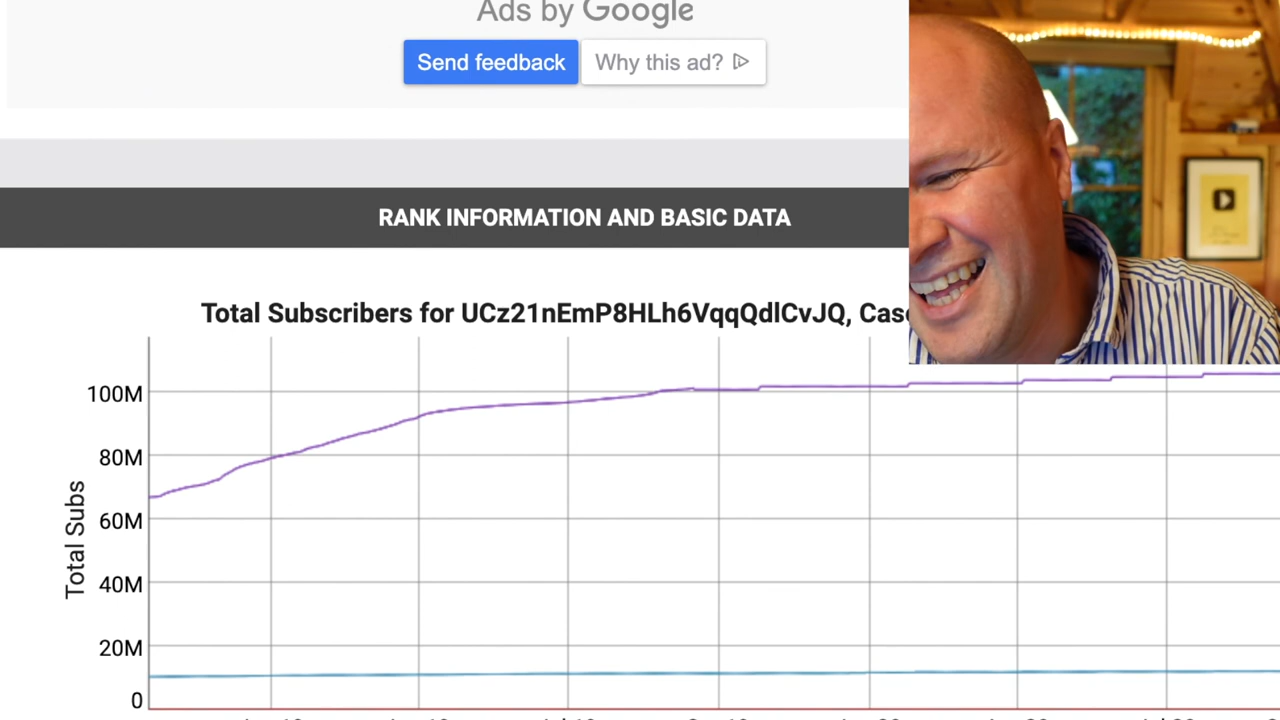 Ads by Google
Send feedback
Why this ad?
RANK INFORMATION AND BASIC DATA
Total Subscribers for UCz21nEmP8HLh6VqqQdlCvJQ,
100M
80M
60M
40M
20M
0
Total Subs